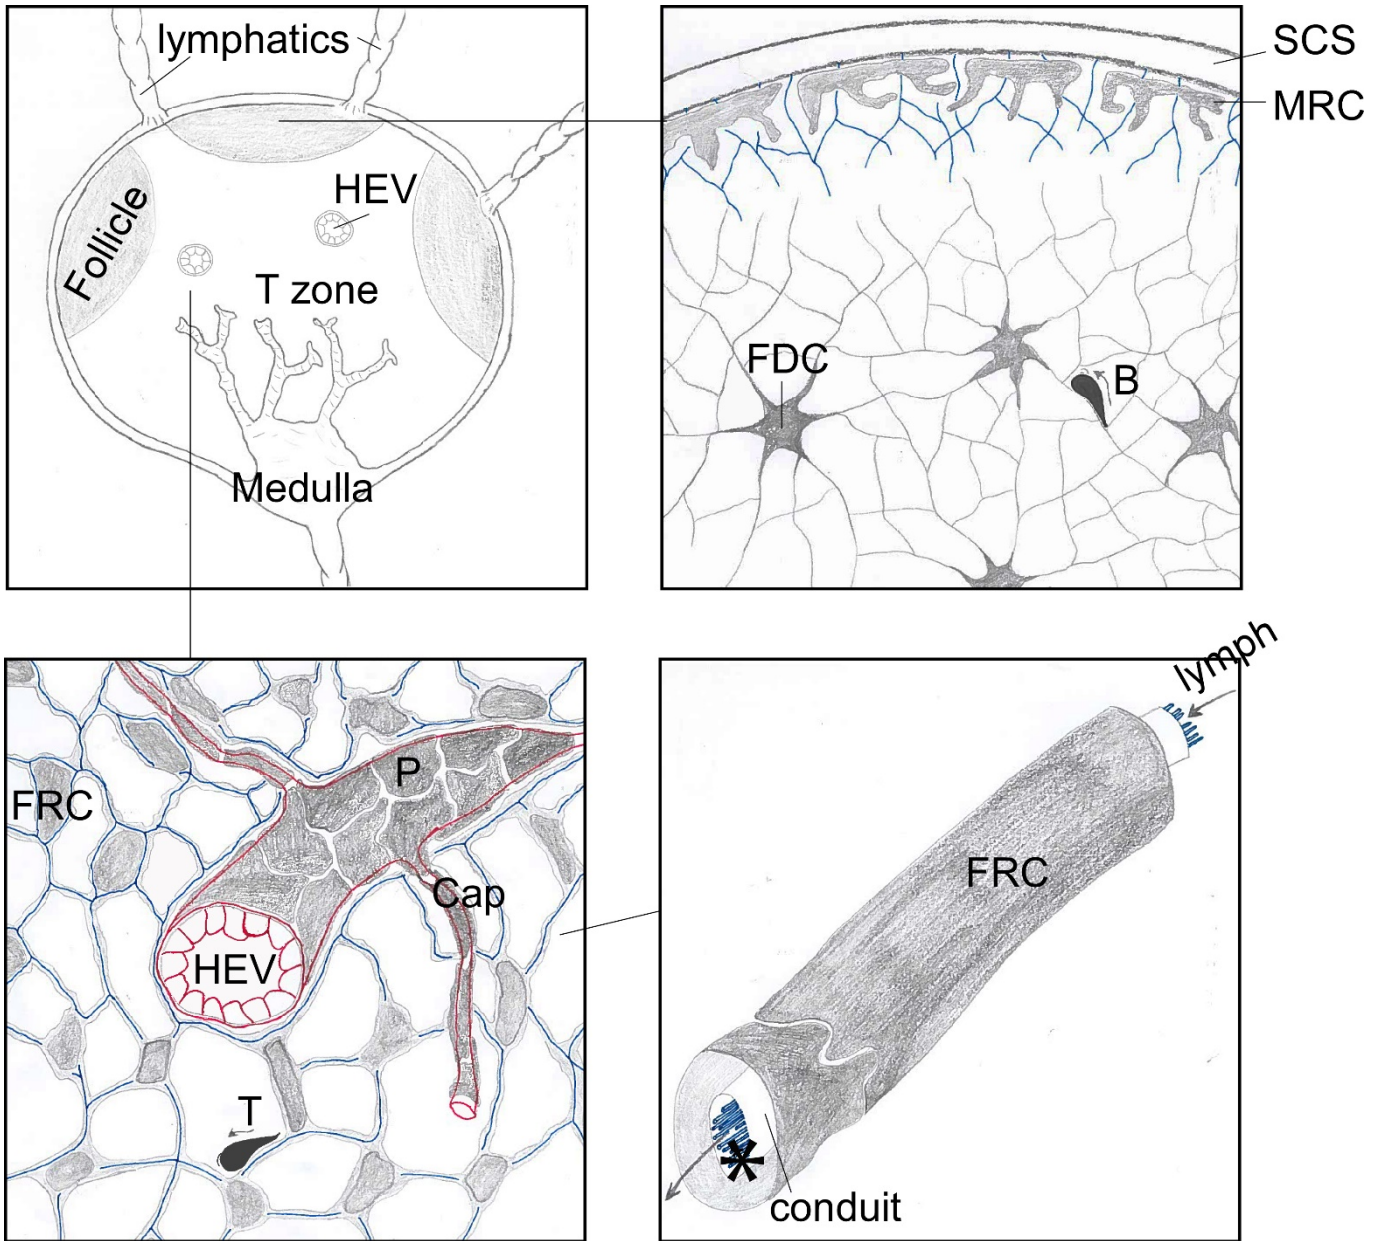 lymphatics
HEV
Follicle
T zone
Medulla
SCS
MRC
FDC
B
FRC
P
Cap
HEV
T
lymph
FRC
*
conduit